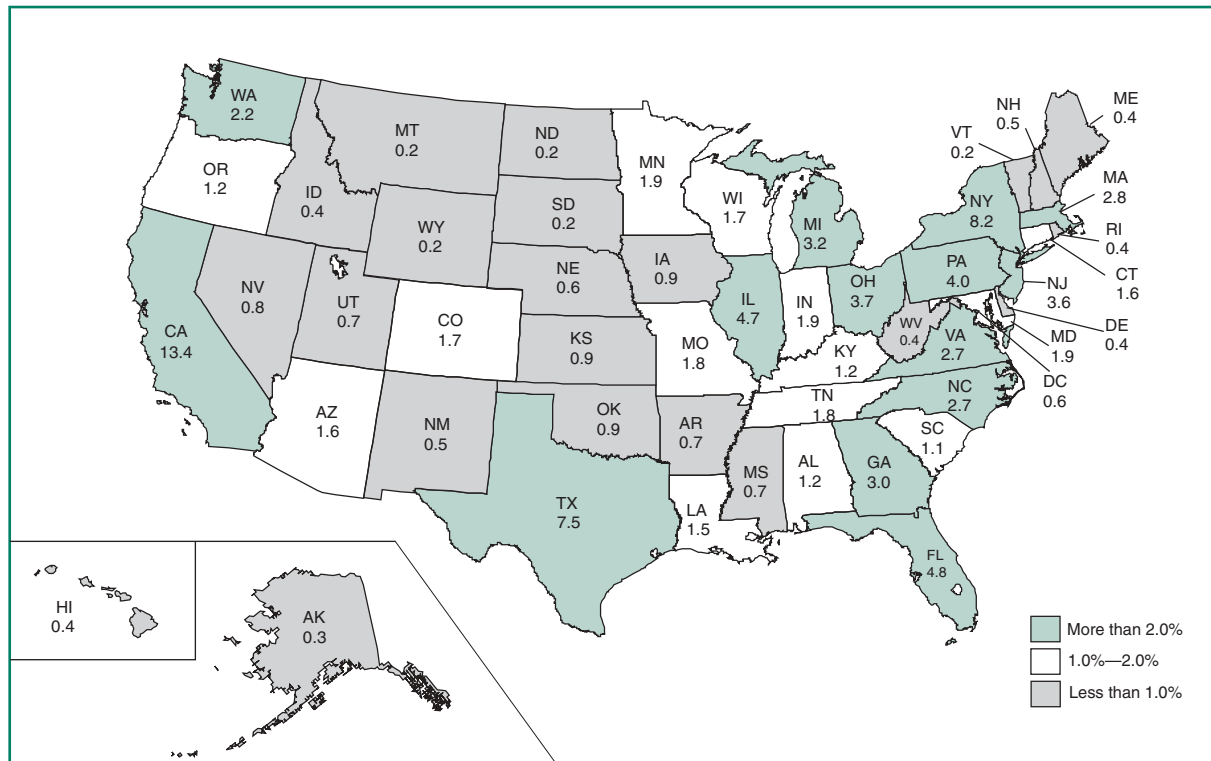 WA
2.2
OR
1.2
CA
13.4
NV
0.8
ID
0.4
MT
0.2
WY
0.2
UT
0.7
AZ
1.6
CO
1.7
NM
0.5
ND
0.2
SD
0.2
NE
0.6
KS
0.9
OK
0.9
TX
7.5
MN
1.9
IA
0.9
MO
1.8
AR
0.7
LA
1.5
WI
1.7
IL
4.7
MS
0.7
MI
3.2
IN
1.9
KY
1.2
TN
1.8
AL
1.2
OH
3.7
WV
0.4
VA
2.7
NC
2.7
SC
1.1
GA
3.0
FL
4.8
PA
4.0
NY
8.2
VT
0.2
NH
0.5
ME
0.4
MA
2.8
RI
0.4
CT
1.6
NJ
3.6
DE
0.4
MD
1.9
DC
0.6
HI
0.4
AK
0.3
More than 2.0%
1.0%—2.0%
Less than 1.0%